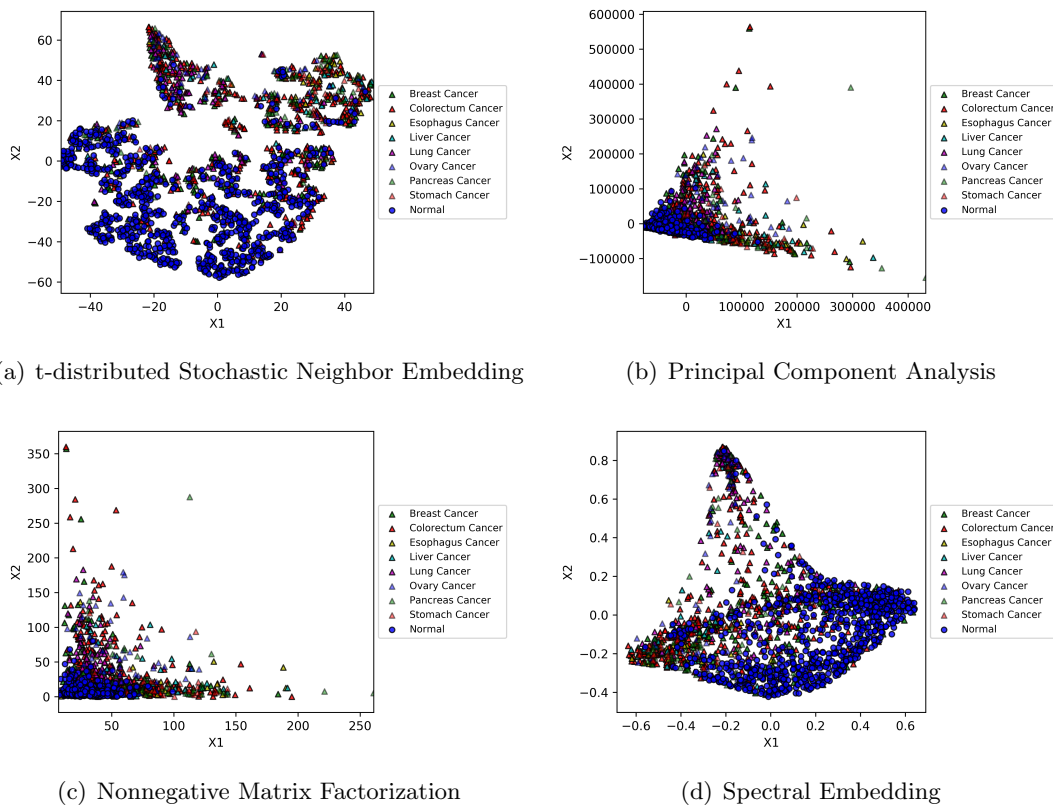 60
40
20
0
−20
−40
−60
−40
−20
0
20
40
X1
X2
Breast Cancer
Colorectum Cancer
Esophagus Cancer
Liver Cancer
Lung Cancer
Ovary Cancer
Pancreas Cancer
Stomach Cancer
Normal
a) t-distributed Stochastic Neighbor Embedding
600000
500000
400000
300000
200000
100000
0
−100000
0
100000
200000
300000
400000
X1
X2
Breast Cancer
Colorectum Cancer
Esophagus Cancer
Liver Cancer
Lung Cancer
Ovary Cancer
Pancreas Cancer
Stomach Cancer
Normal
(b) Principal Component Analysis
350
300
250
200
150
100
50
0
50
100
150
200
250
X1
X2
Breast Cancer
Colorectum Cancer
Esophagus Cancer
Liver Cancer
Lung Cancer
Ovary Cancer
Pancreas Cancer
Stomach Cancer
Normal
(c) Nonnegative Matrix Factorization
0.8
0.6
0.4
0.2
0.0
−0.2
−0.4
−0.6
−0.4
−0.2
0.0
0.2
0.4
0.6
X1
X2
Breast Cancer
Colorectum Cancer
Esophagus Cancer
Liver Cancer
Lung Cancer
Ovary Cancer
Pancreas Cancer
Stomach Cancer
Normal
(d) Spectral Embedding